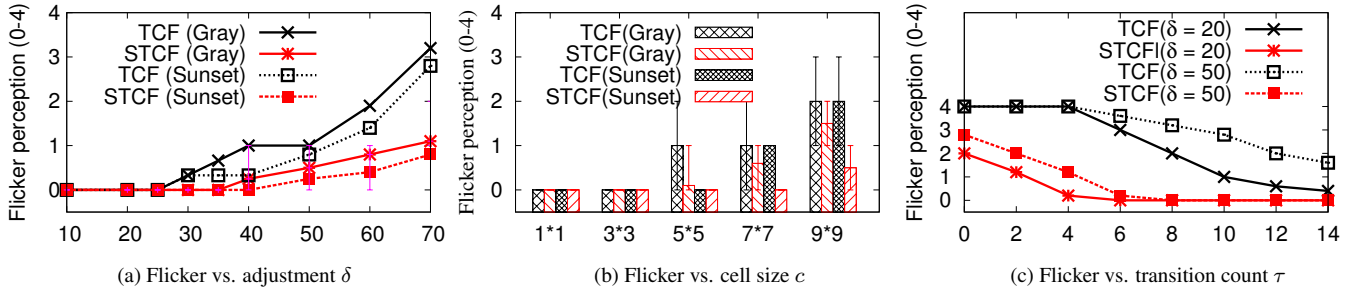 Flicker perception (0-4)
4
3
2
1
0
TCF (Gray)
STCF (Gray)
TCF (Sunset)
STCF (Sunset)
10 20 30 40 50 60 70
(a) Flicker vs. adjustment δ
Flicker perception (0–4)
4
3
2
1
0
TCF(Gray)
STCF(Gray)
TCF(Sunset)
STCF(Sunset)
1*1 3*3 5*5 7*7 9*9
(b) Flicker vs. cell size c
Flicker perception (0-4)
4
3
2
1
0
TCF(δ = 20)
STCFl(δ = 20)
TCF(δ = 50)
STCF(δ = 50)
0 2 4 6 8 10 12 14
(c) Flicker vs. transition count τ